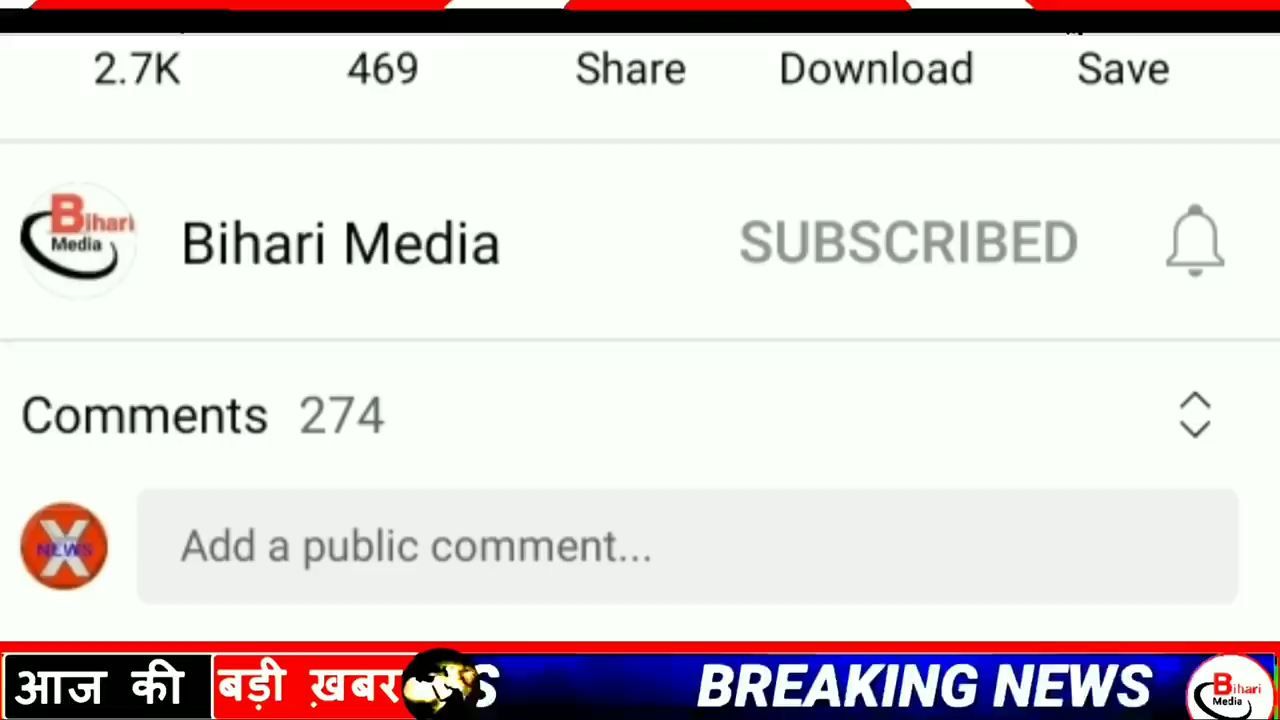 2.7K 469 Share Download Save
Bihari Media
Bihari Media SUBSCRIBED
Comments 274
X
NEWS
Add a public comment...
आज की बड़ी ख़बर S BREAKING NEWS
Bihari
Media